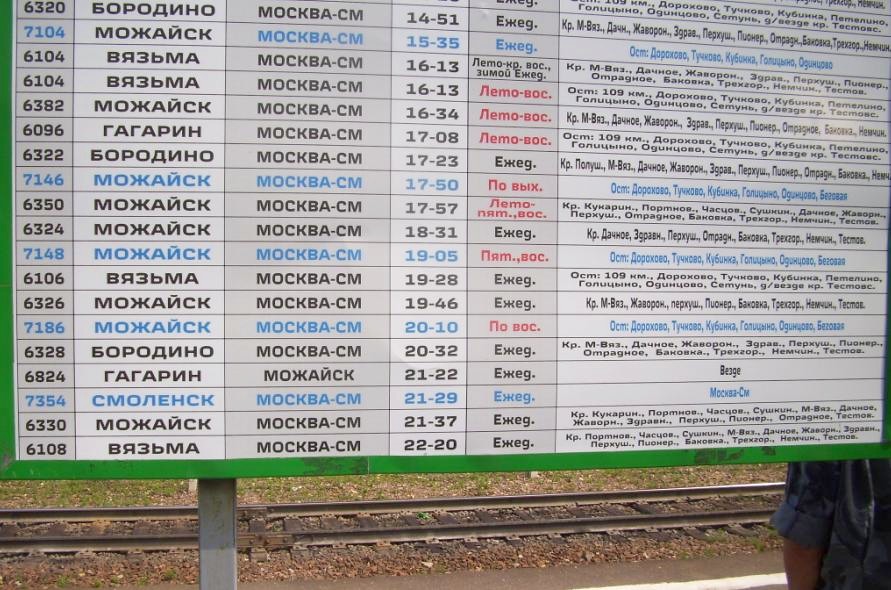 6320 БОРОДИНО МОСКВА-СМ 14-51 Ежед. Ост: 109 км., Дорохово, Тучково, Кубинка, Петелино,
Голицыно, Одинцово, Сетунь, д/везде кр. Тестовс.
7104 МОЖАЙСК МОСКВА-СМ 15-35 Ежед. Кр. М-Вяз., Дачн., Жаворон., Здрав., Перхуш., Пионер., Отрадн., Баковка, Трехгор., Немчин.
6104 ВЯЗЬМА МОСКВА-СМ 16-13 Лето-кр. вос., Ост: Дорохово, Тучково, Кубинка, Голицыно, Одинцово
зимой Ежед. Кр. М-Вяз., Дачное, Жаворон., Здрав., Перхуш., Пионер.,
Отрадное, Баковка, Трехгор., Немчин., Тестов.
6104 ВЯЗЬМА МОСКВА-СМ 16-13 Лето-вос. Ост: 109 км., Дорохово, Тучково, Кубинка, Петелино,
Голицыно, Одинцово, Сетунь, д/везде кр. Тестовс.
6382 МОЖАЙСК МОСКВА-СМ 16-34 Лето-вос. Кр. М-Вяз., Дачное, Жаворон., Здрав., Перхуш., Пионер., Отрадное, Баковка, Немчин.
6096 ГАГАРИН МОСКВА-СМ 17-08 Лето-вос. Ост: 109 км., Дорохово, Тучково, Кубинка, Петелино,
Голицыно, Одинцово, Сетунь, д/везде кр. Тестовс.
6322 БОРОДИНО МОСКВА-СМ 17-23 Ежед. Кр. Полуш., М-Вяз., Дачное, Жаворон., Здрав., Перхуш., Пионер., Отрадн., Баковка,
7146 МОЖАЙСК МОСКВА-СМ 17-50 По вых. Ост: Дорохово, Тучково, Кубинка, Голицыно, Одинцово, Беговая
6350 МОЖАЙСК МОСКВА-СМ 17-57 Лето-
пят.,вос. Кр. Кукарин., Портнов., Часцов., Сушкин., Дачное, Жаворн.,
Перхуш., Отрадное, Баковка, Трехгор., Немчин., Тестов.
6324 МОЖАЙСК МОСКВА-СМ 18-31 Ежед. Кр. Дачное, Здравн., Перхуш., Отрадн., Баковка, Трехгор., Немчин., Тестов.
7148 МОЖАЙСК МОСКВА-СМ 19-05 Пят.,вос. Ост: Дорохово, Тучково, Кубинка, Голицыно, Одинцово, Беговая
6106 ВЯЗЬМА МОСКВА-СМ 19-28 Ежед. Ост: 109 км., Дорохово, Тучково, Кубинка, Петелино,
Голицыно, Одинцово, Сетунь, д/везде кр. Тестовс.
6326 МОЖАЙСК МОСКВА-СМ 19-46 Ежед. Кр. М-Вяз., Жаворон., перхуш., Пионер., Баковка, Трехгор., Немчин., Тестов.
7186 МОЖАЙСК МОСКВА-СМ 20-10 По вос. Ост: Дорохово, Тучково, Кубинка, Голицыно, Одинцово, Беговая
6328 БОРОДИНО МОСКВА-СМ 20-32 Ежед. Кр. М-Вяз., Дачное, Жаворон., Здрав., Перхуш., Пионер.,
Отрадное, Баковка., Трехгор., Немчин., Тестов.
6824 ГАГАРИН МОЖАЙСК 21-22 Ежед. Везде
7354 СМОЛЕНСК МОСКВА-СМ 21-29 Ежед. Москва-См
6330 МОЖАЙСК МОСКВА-СМ 21-37 Ежед. Кр. Кукарин., Портнов., Часцов., Сушкин., М-Вяз., Дачное,
Жаворн., Здравн., Перхуш., Пионер., Отрадное, Тестов.
6108 ВЯЗЬМА МОСКВА-СМ 22-20 Ежед. Кр. Портнов., Часцов., Сушкин., М-Вяз., Дачное, Жаворн., Здравн.,
Перхуш., Пионер., Баковка., Трехгор., Немчин., Тестов.